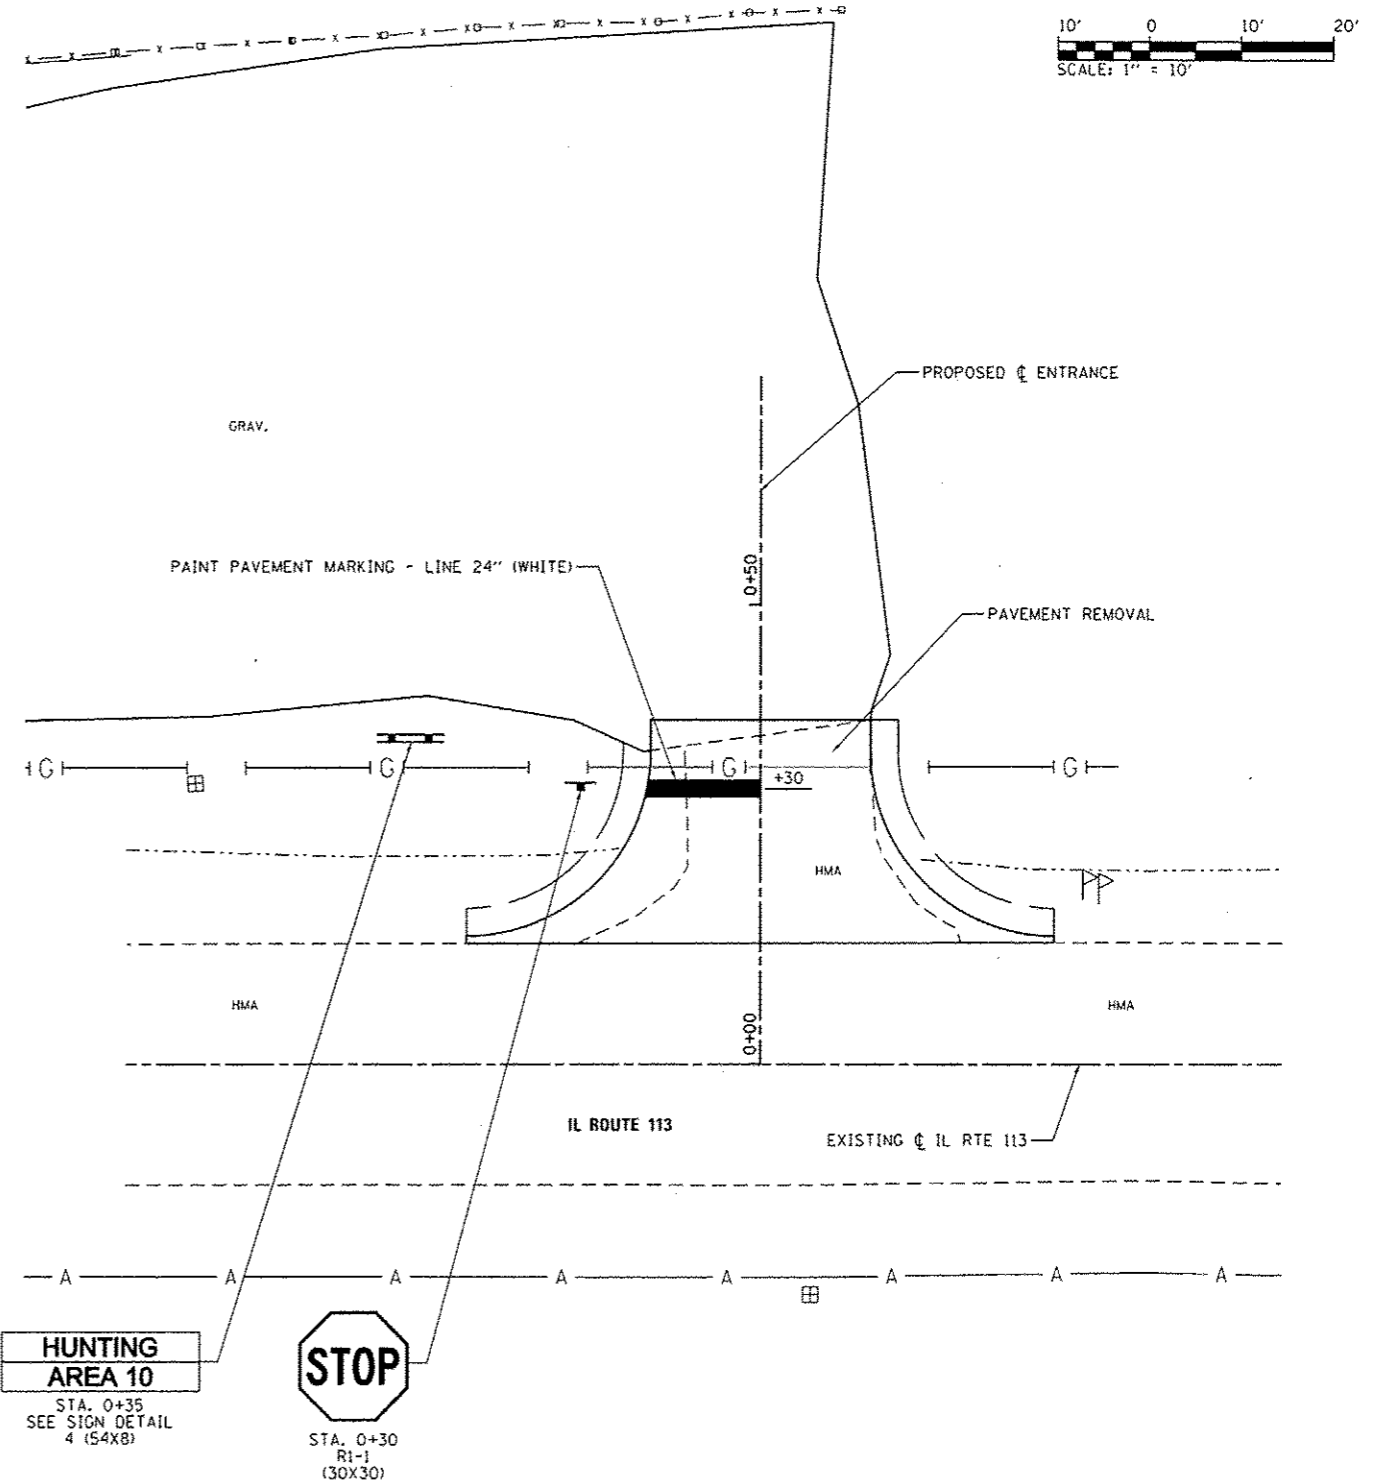 10' 0 10' 20'
SCALE: 1" = 10'
PROPOSED ℄ ENTRANCE
GRAV.
PAINT PAVEMENT MARKING - LINE 24" (WHITE)
0+50
PAVEMENT REMOVAL
G G G G
+30
HMA
0+00
HMA HMA
IL ROUTE 113
EXISTING ℄ IL RTE 113
A A A A A A A A
HUNTING
AREA 10
STA. 0+35
SEE SIGN DETAIL
4 (54X8)
STOP
STA. 0+30
R1-1
(30X30)